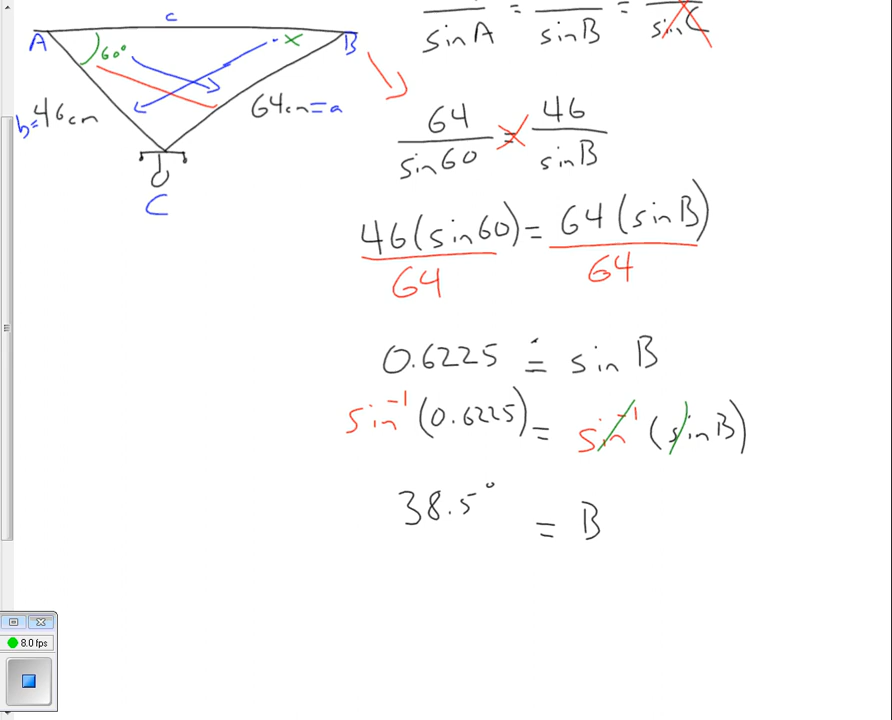 c
A 60° x B
b=46cm 64cm=a
C
sinA = sinB = sinC
64/sin60 = 46/sinB
46(sin60)/64 = 64(sinB)/64
0.6225 ≐ sin B
sin⁻¹(0.6225) = sin⁻¹(sinB)
38.5° = B
8.0 fps